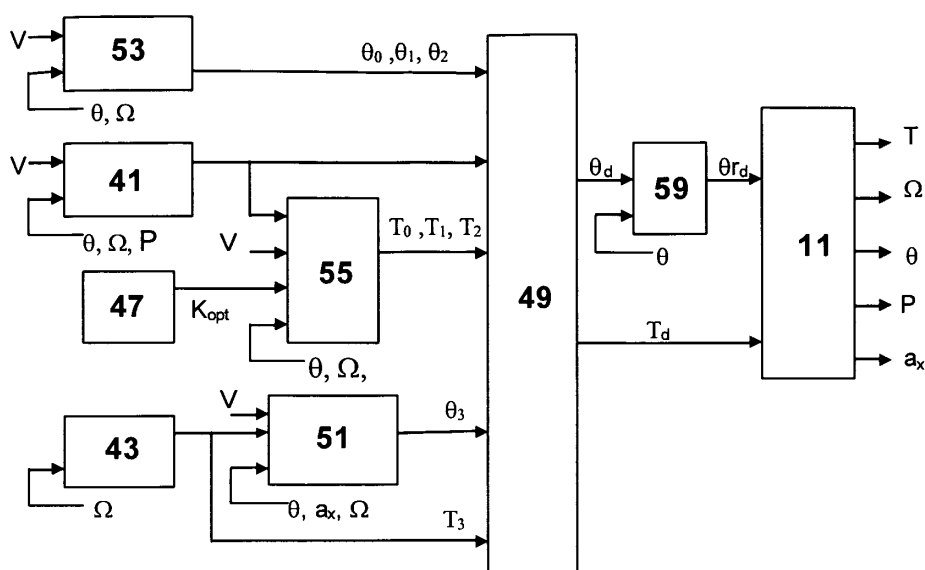 V
53
θ₀ ,θ₁, θ₂
θ, Ω
V
41
θ, Ω, P
θd
59
θrd
T
Ω
θ
P
aₓ
11
θ
V
T₀ ,T₁, T₂
55
49
47
Kopt
θ, Ω,
Td
V
43
51
θ₃
Ω
θ, aₓ, Ω
T₃